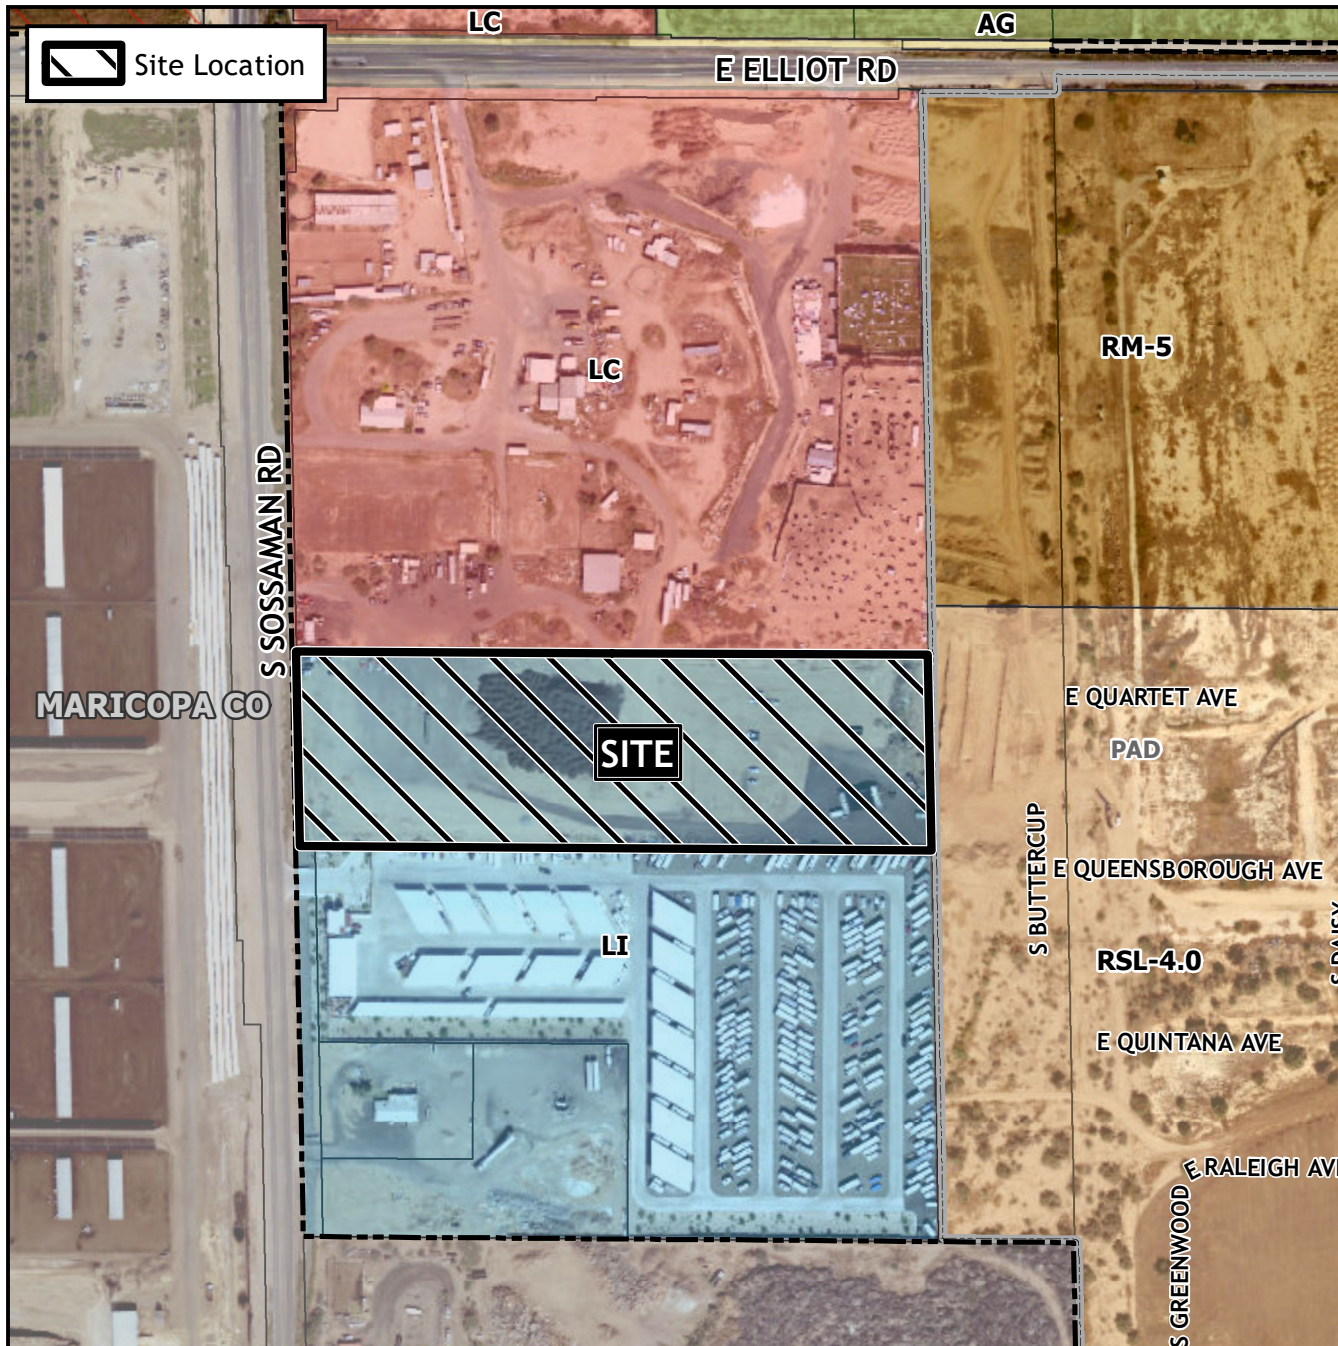 LC
AG
Site Location
E ELLIOT RD
RM-5
LC
S SOSSAMAN RD
MARICOPA CO
E QUARTET AVE
SITE
PAD
S BUTTERCUP
E QUEENSBOROUGH AVE
LI
RSL-4.0
S DAISY
E QUINTANA AVE
E RALEIGH AVE
S GREENWOOD